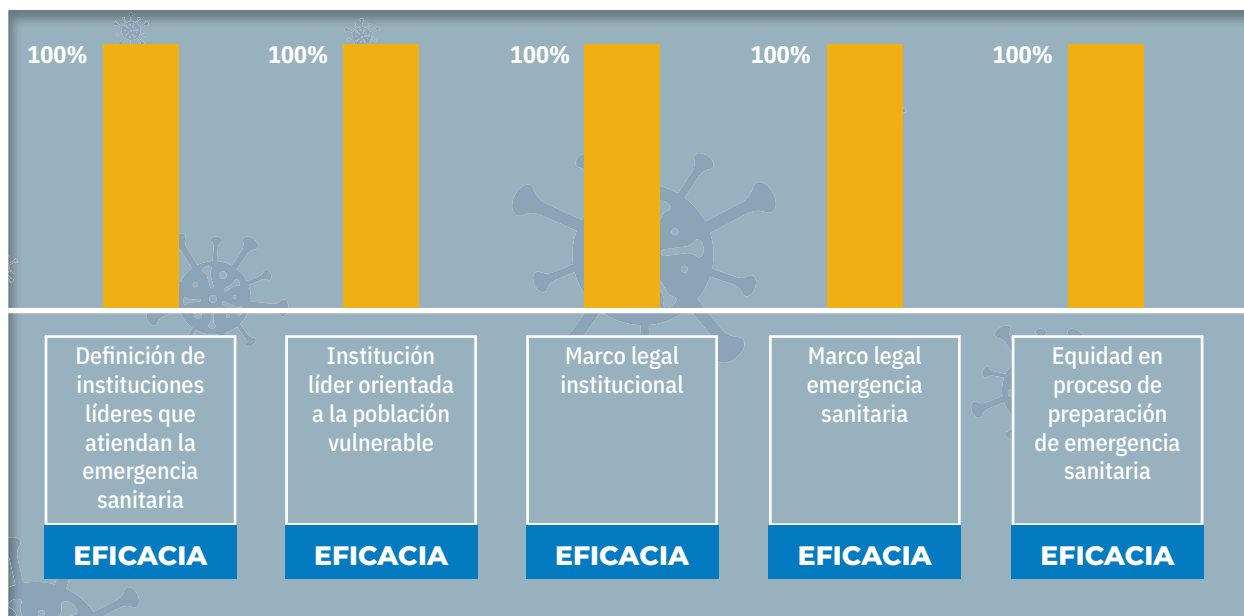 100%
100%
100%
100%
100%
Definición de
instituciones
líderes que
atiendan la
emergencia
sanitaria
EFICACIA
Institución
líder orientada
a la población
vulnerable
EFICACIA
Marco legal
institucional
EFICACIA
Marco legal
emergencia
sanitaria
EFICACIA
Equidad en
proceso de
preparación
de emergencia
sanitaria
EFICACIA